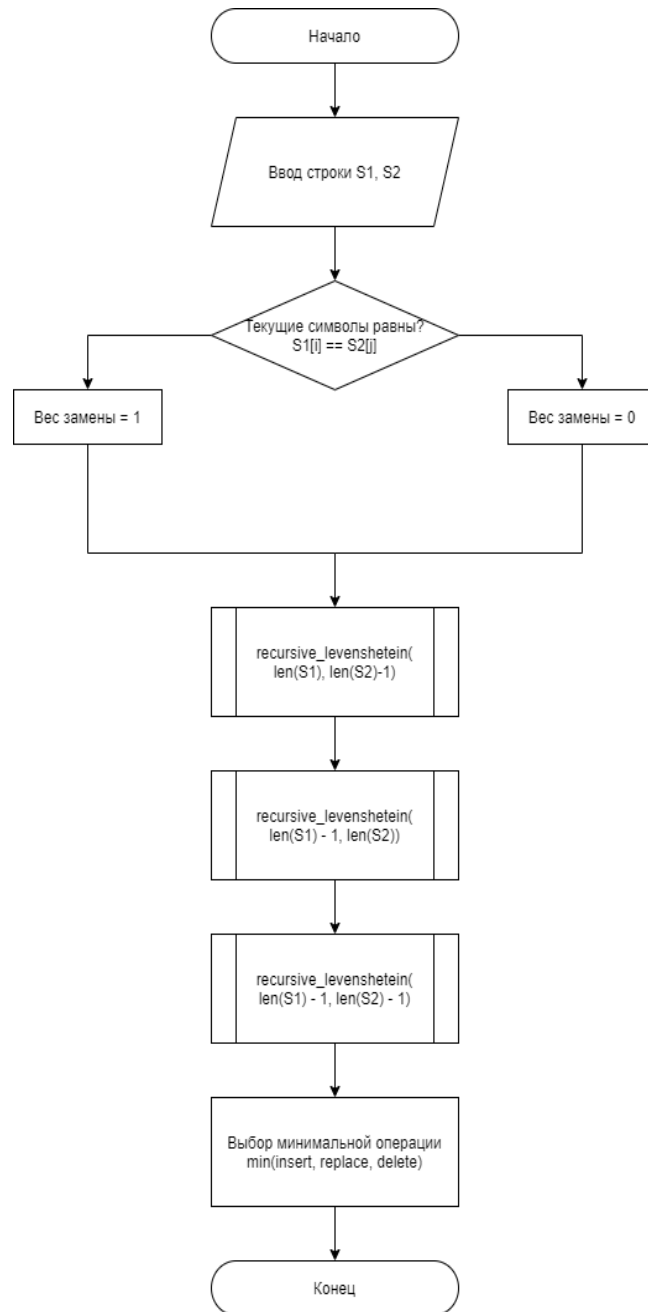 Начало
Ввод строки S1, S2
Текущие символы равны?
S1[i] == S2[j]
Вес замены = 1
Вес замены = 0
recursive_levenshetein(
len(S1), len(S2)-1)
recursive_levenshetein(
len(S1) - 1, len(S2))
recursive_levenshetein(
len(S1) - 1, len(S2) - 1)
Выбор минимальной операции
min(insert, replace, delete)
Конец